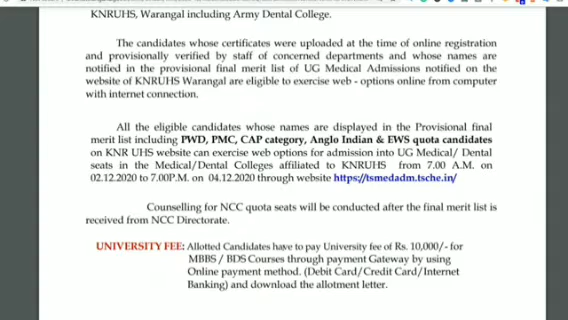 KNRUHS, Warangal including Army Dental College.
The candidates whose certificates were uploaded at the time of online registration
and provisionally verified by staff of concerned departments and whose names are
notified in the provisional final merit list of UG Medical Admissions notified on the
website of KNRUHS Warangal are eligible to exercise web - options online from computer
with internet connection.
All the eligible candidates whose names are displayed in the Provisional final
merit list including PWD, PMC, CAP category, Anglo Indian & EWS quota candidates
on KNR UHS website can exercise web options for admission into UG Medical/ Dental
seats in the Medical/Dental Colleges affiliated to KNRUHS from 7.00 A.M. on
02.12.2020 to 7.00P.M. on 04.12.2020 through website https://tsmedadm.tsche.in/
Counselling for NCC quota seats will be conducted after the final merit list is
received from NCC Directorate.
UNIVERSITY FEE: Allotted Candidates have to pay University fee of Rs. 10,000/- for
MBBS / BDS Courses through payment Gateway by using
Online payment method. (Debit Card/Credit Card/Internet
Banking) and download the allotment letter.